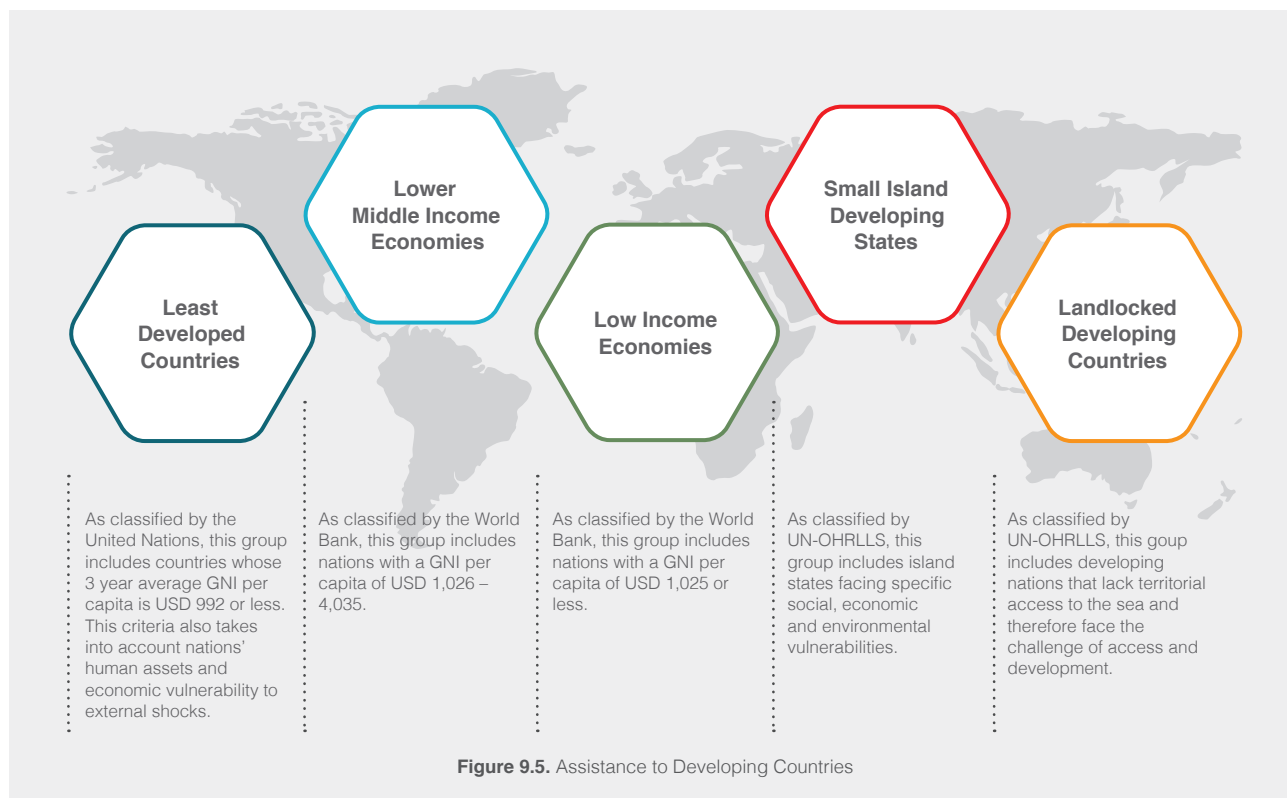 Least
Developed
Countries
Lower
Middle Income
Economies
Low Income
Economies
Small Island
Developing
States
Landlocked
Developing
Countries
As classified by the
United Nations, this group
includes countries whose
3 year average GNI per
capita is USD 992 or less.
This criteria also takes
into account nations'
human assets and
economic vulnerability to
external shocks.
As classified by the World
Bank, this group includes
nations with a GNI per
capita of USD 1,026 –
4,035.
As classified by the World
Bank, this group includes
nations with a GNI per
capita of USD 1,025 or
less.
As classified by
UN-OHRLLS, this
group includes island
states facing specific
social, economic
and environmental
vulnerabilities.
As classified by
UN-OHRLLS, this goup
includes developing
nations that lack territorial
access to the sea and
therefore face the
challenge of access and
development.
Figure 9.5. Assistance to Developing Countries